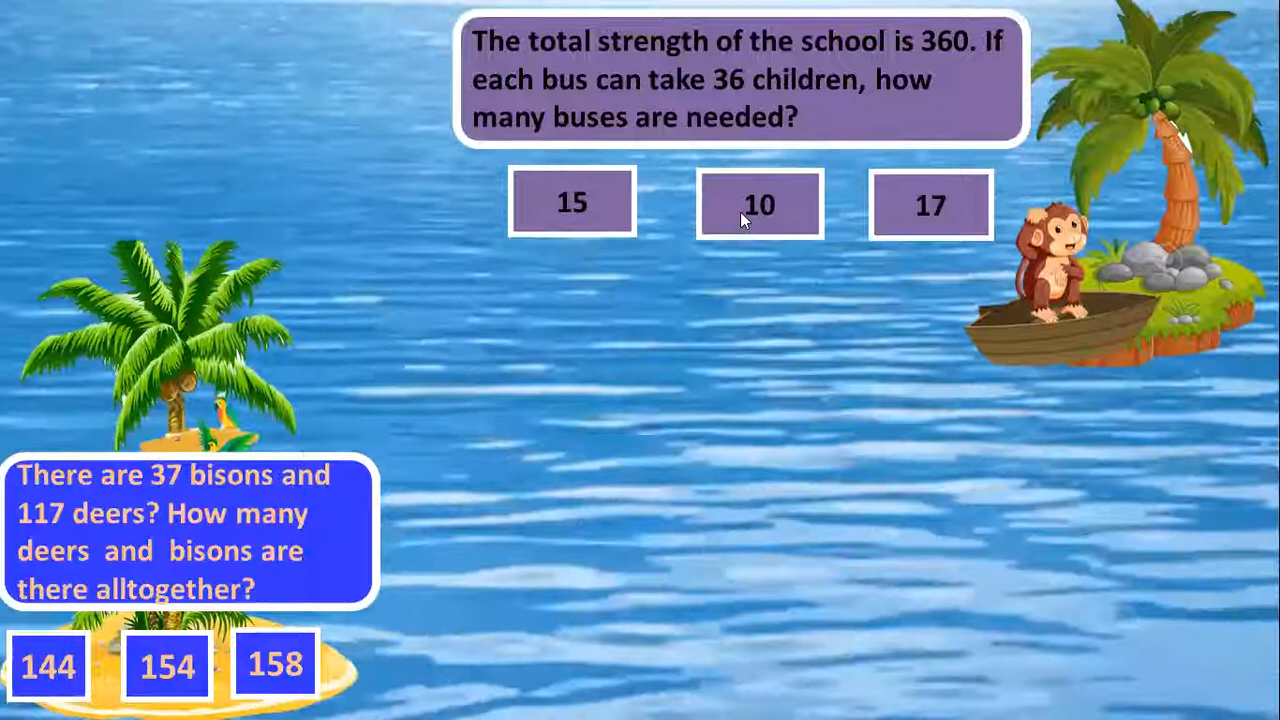 The total strength of the school is 360. If
each bus can take 36 children, how
many buses are needed?
15
10
17
There are 37 bisons and
117 deers? How many
deers and bisons are
there alltogether?
144
154
158